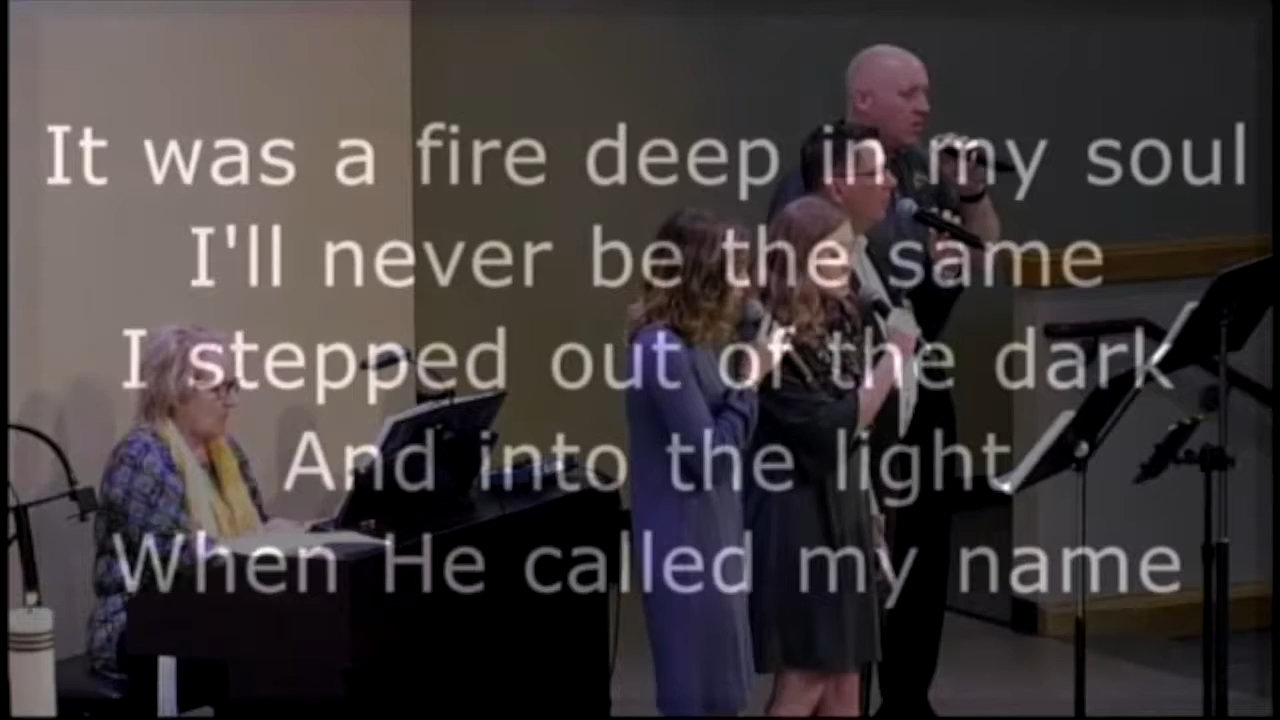 It was a fire deep in my soul
I'll never be the same
I stepped out of the dark
And into the light
When He called my name